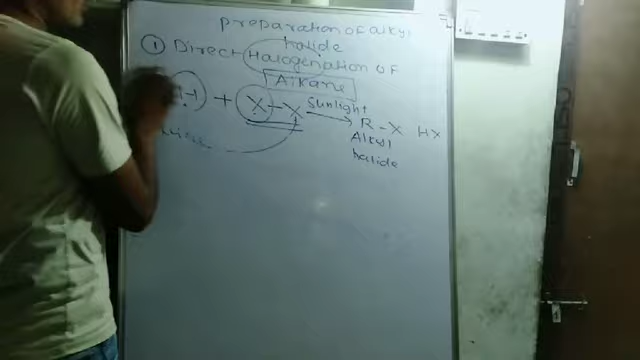 preparation of alkyl
halide
① Direct Halogenation OF
Alkane
+ X-X Sunlight R-X HX
Alkyl
halide